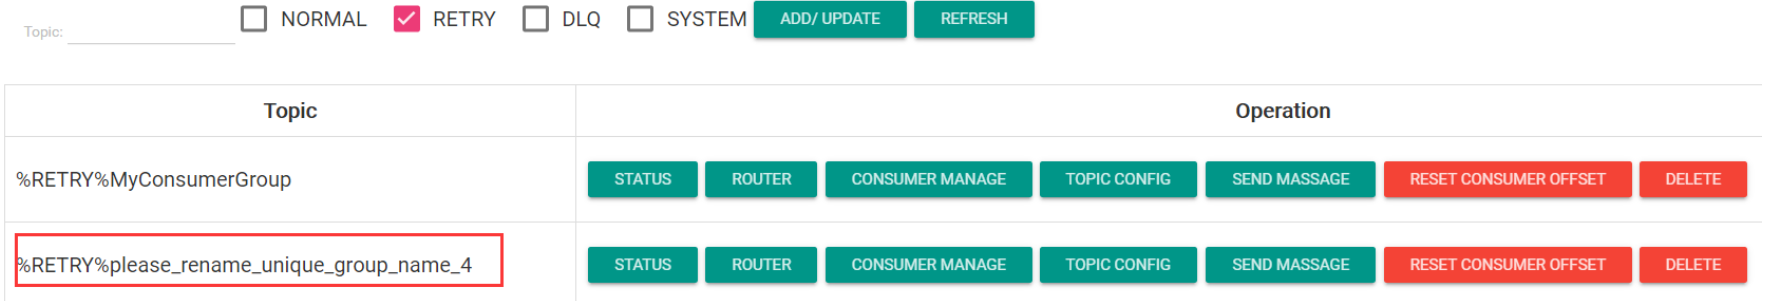 Topic: NORMAL RETRY DLQ SYSTEM ADD/ UPDATE REFRESH
Topic Operation
%RETRY%MyConsumerGroup STATUS ROUTER CONSUMER MANAGE TOPIC CONFIG SEND MASSAGE RESET CONSUMER OFFSET DELETE
%RETRY%please_rename_unique_group_name_4 STATUS ROUTER CONSUMER MANAGE TOPIC CONFIG SEND MASSAGE RESET CONSUMER OFFSET DELETE